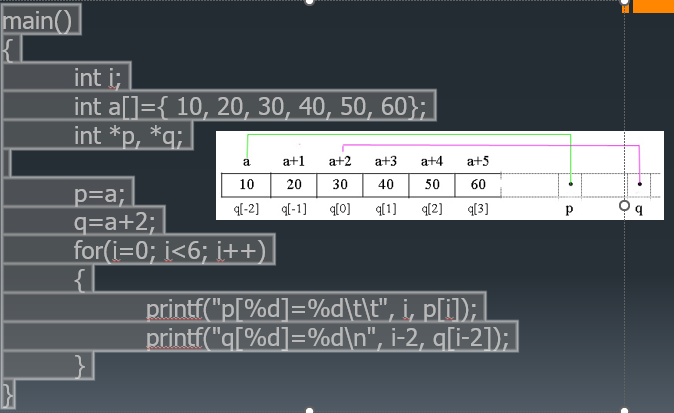 main()
{
int i;
int a[]={ 10, 20, 30, 40, 50, 60};
int *p, *q;
p=a;
q=a+2;
for(i=0; i<6; i++)
{
printf("p[%d]=%d\t\t", i, p[i]);
printf("q[%d]=%d\n", i-2, q[i-2]);
}
}
a a+1 a+2 a+3 a+4 a+5
10 20 30 40 50 60
q[-2] q[-1] q[0] q[1] q[2] q[3] p q